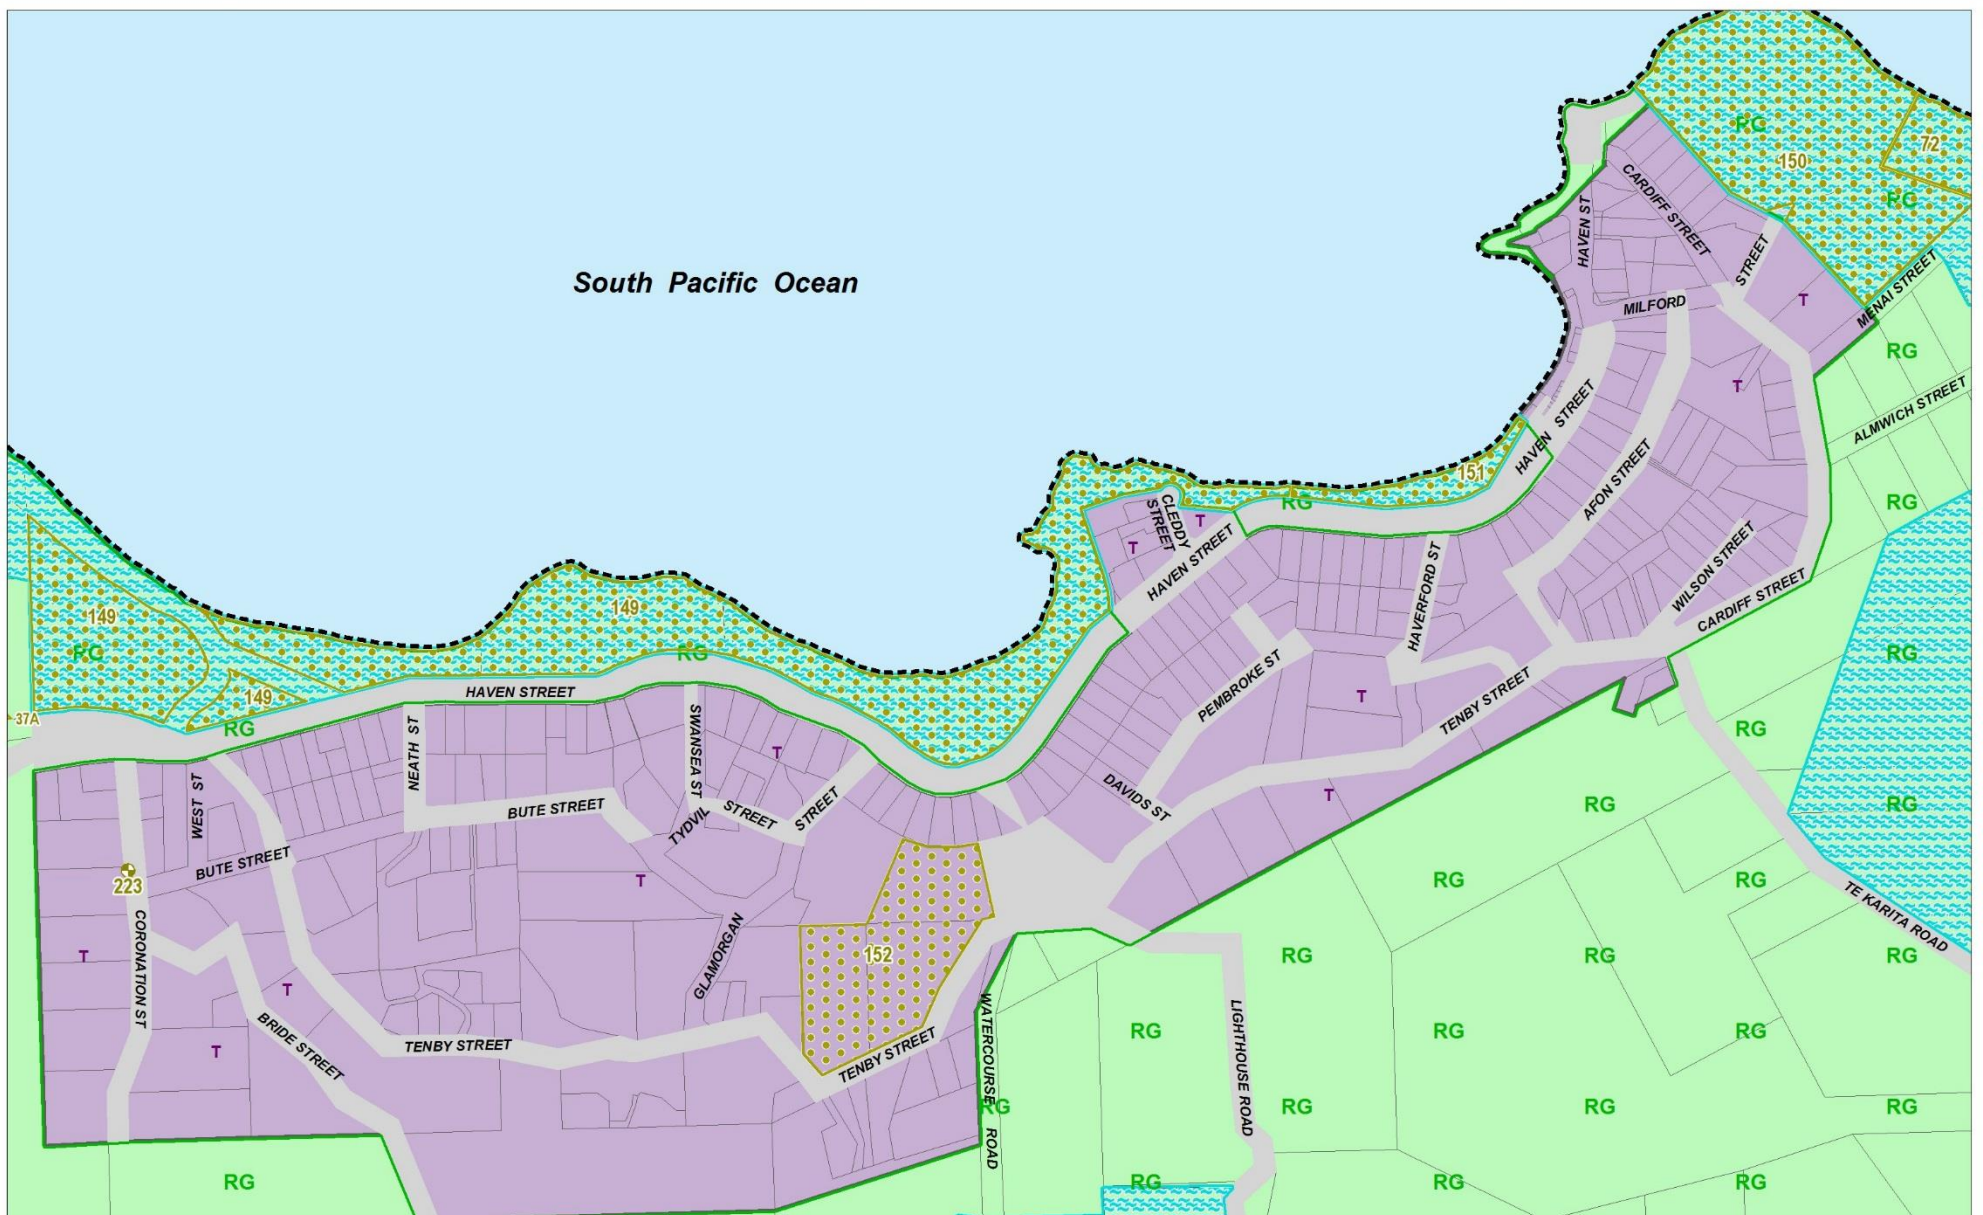 RG
72
150
RG
CARDIFF STREET
HAVEN ST
STREET
MENAI STREET
South Pacific Ocean
T
MILFORD
RG
T
ALMWICH STREET
HAVEN STREET
151
RG
RG
CLEDDY STREET
T
T
HAVEN STREET
AFON STREET
HAVERFORD ST
WILSON STREET
CARDIFF STREET
149
149
RG
RG
RG
149
HAVEN STREET
PEMBROKE ST
T
TENBY STREET
37A
RG
RG
NEATH ST
SWANSEA ST
T
WEST ST
BUTE STREET
TYDVIL
STREET
STREET
DAVIDS ST
T
RG
RG
BUTE STREET
223
T
RG
RG
TE KARITA ROAD
CORONATION ST
GLAMORGAN
152
T
RG
RG
RG
T
BRIDE STREET
T
TENBY STREET
TENBY STREET
WATERCOURSE ROAD
LIGHTHOUSE ROAD
RG
RG
RG
RG
RG
RG
RG
RG
RG
RG
RG
RG